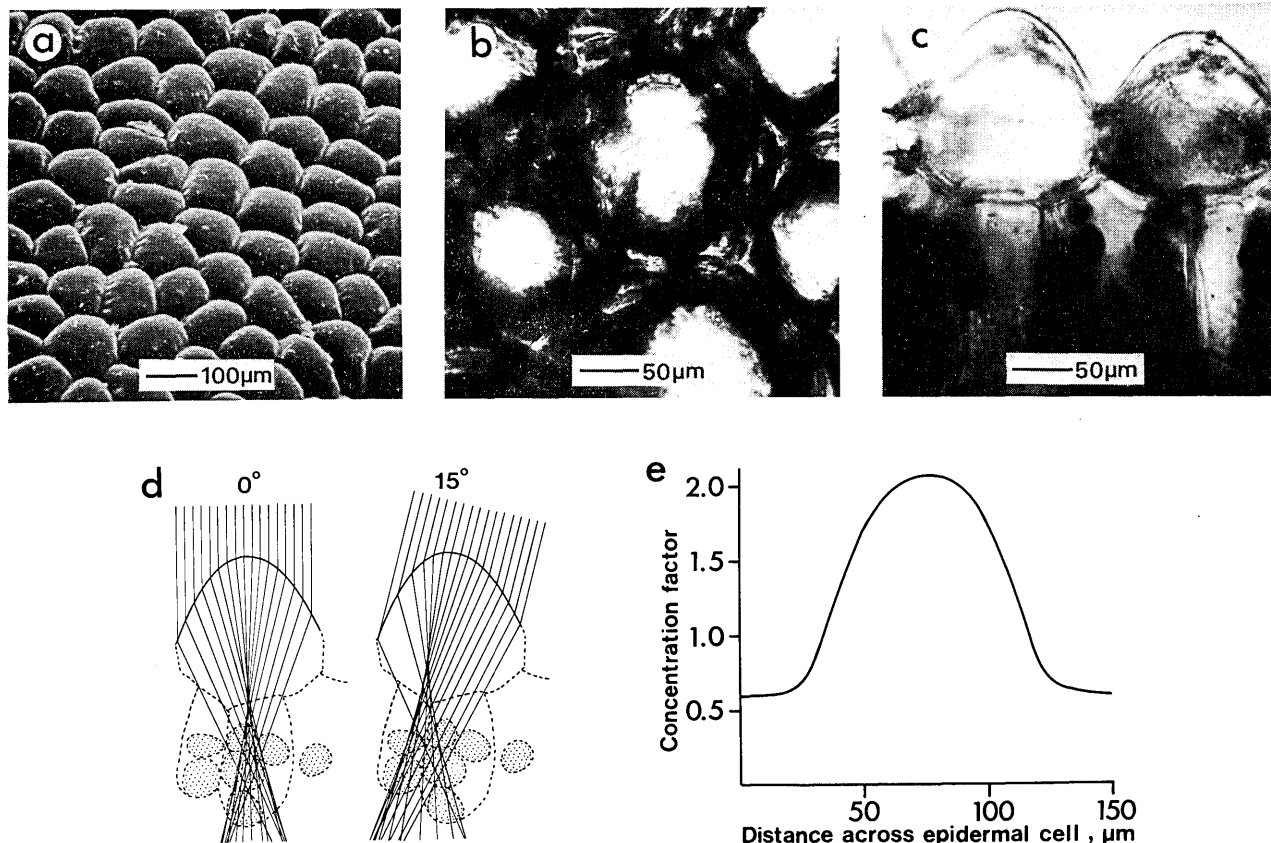 a
b
c
100µm
50µm
50µm
d
0°
15°
e
Concentration factor
2.0
1.5
1.0
0.5
50
100
150
Distance across epidermal cell , µm